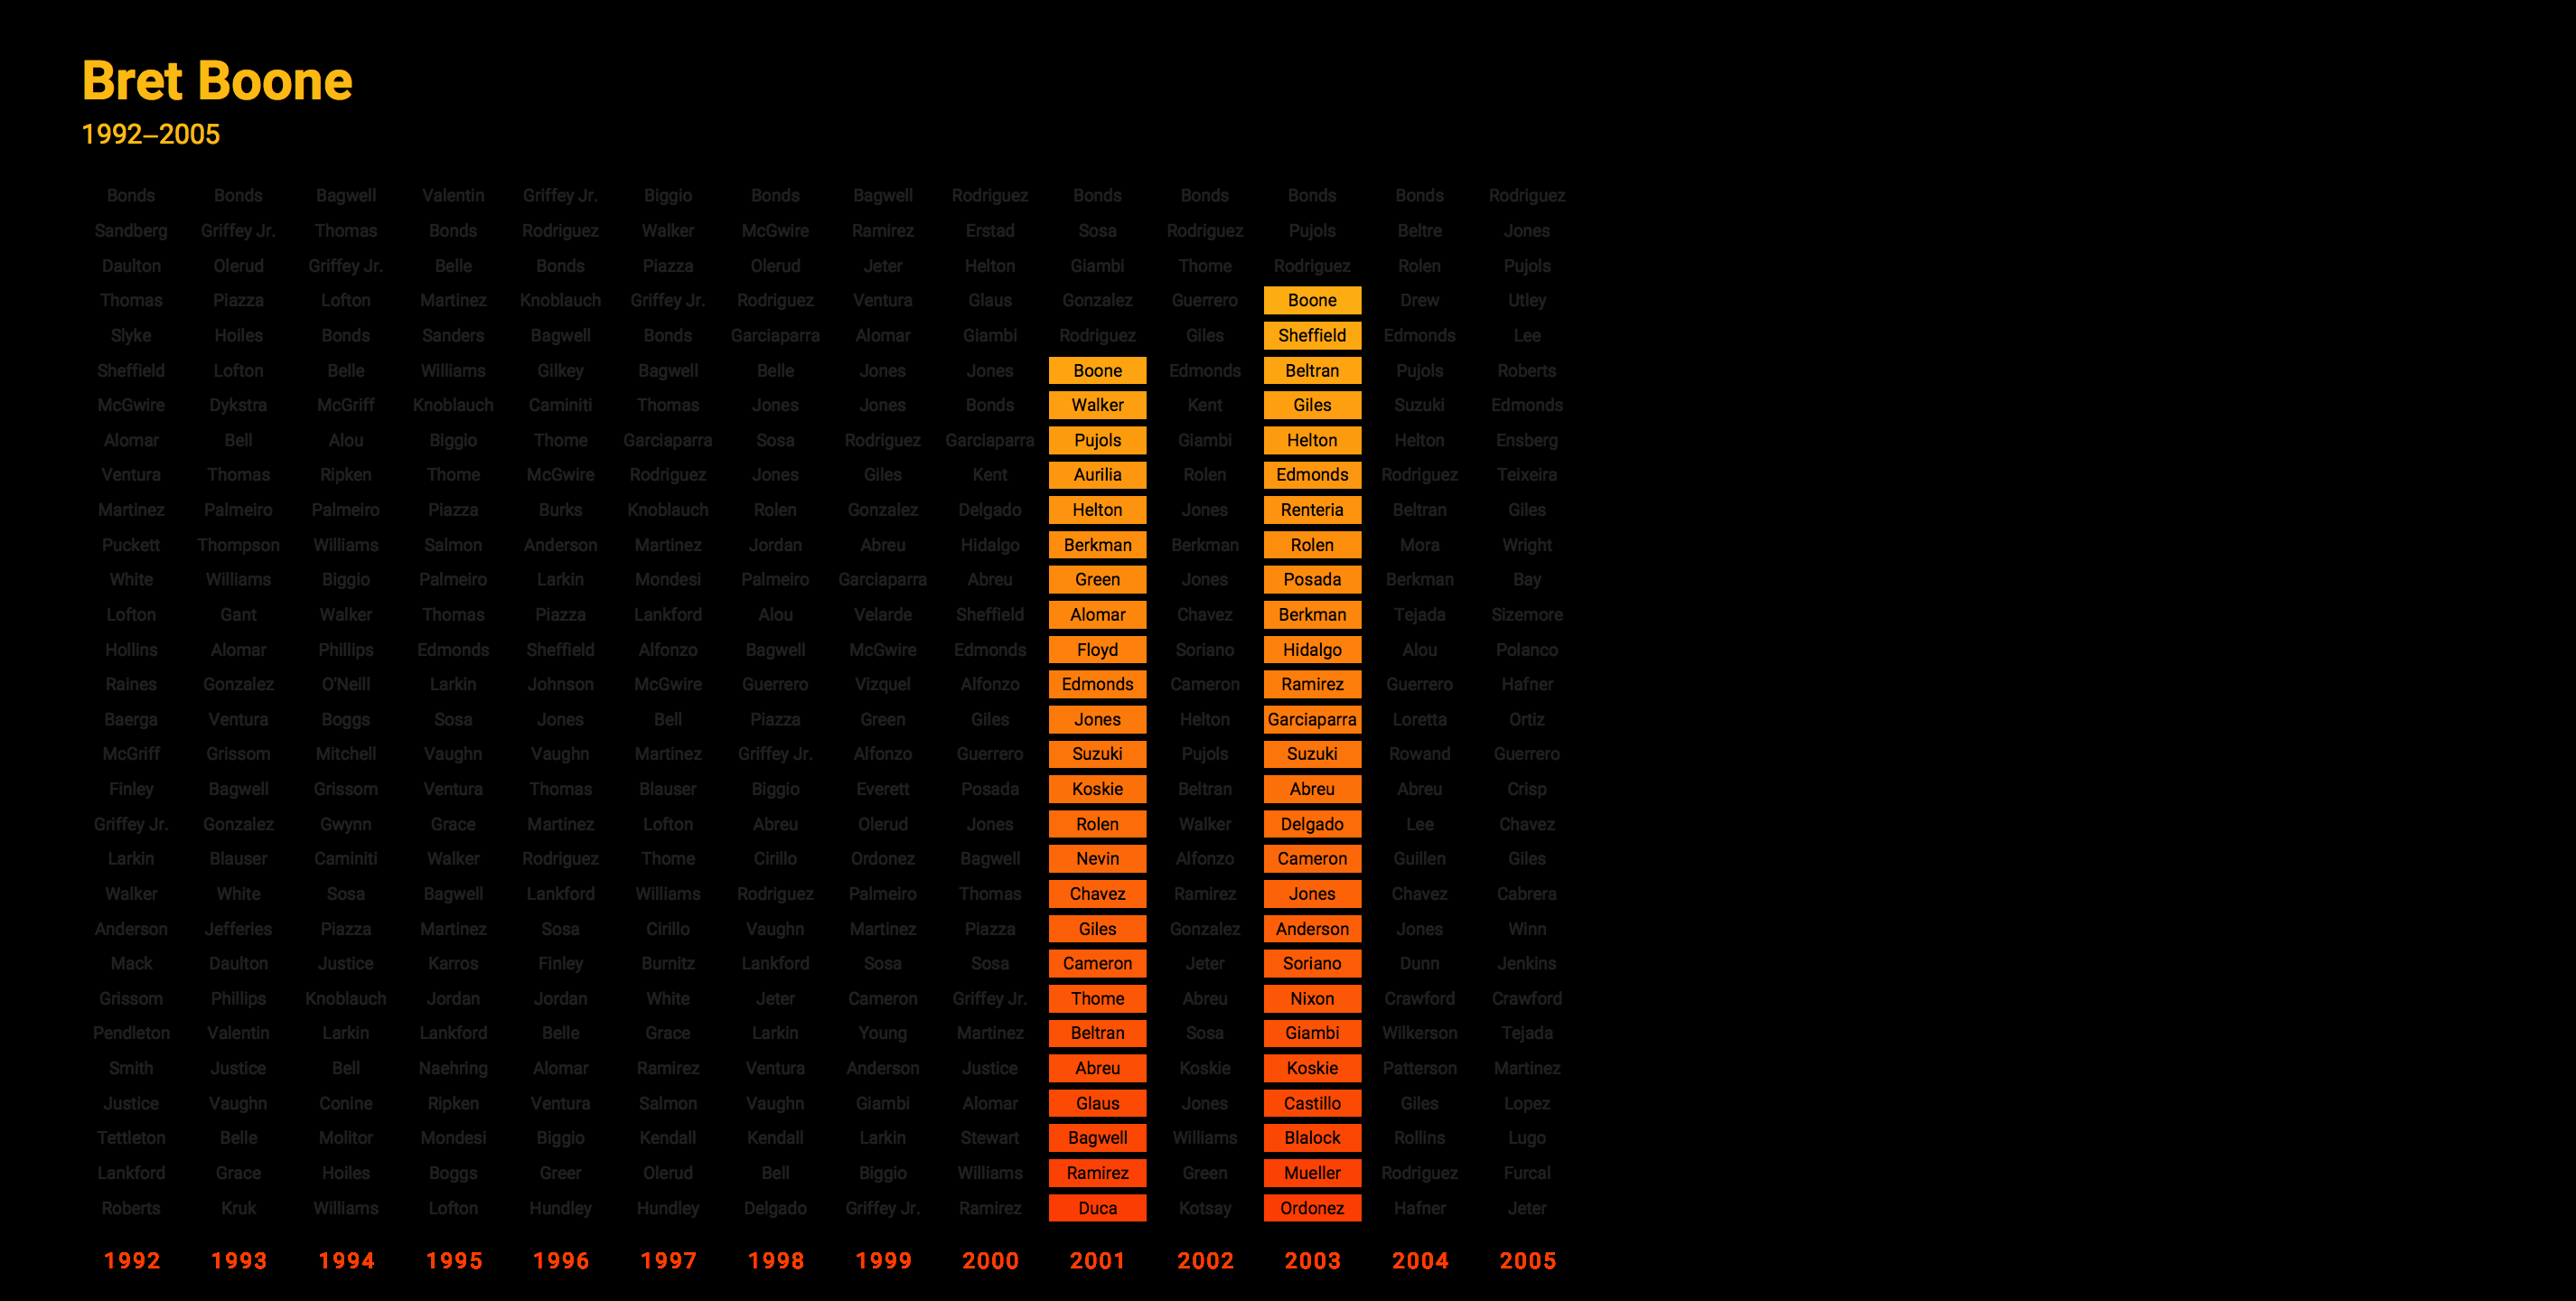 Bret Boone
1992–2005
Bonds Bonds Bagwell Valentin Griffey Jr. Biggio Bonds Bagwell Rodriguez Bonds Bonds Bonds Bonds Rodriguez
Sandberg Griffey Jr. Thomas Bonds Rodriguez Walker McGwire Ramirez Erstad Sosa Rodriguez Pujols Beltre Jones
Daulton Olerud Griffey Jr. Belle Bonds Piazza Olerud Jeter Helton Giambi Thome Rodriguez Rolen Pujols
Thomas Piazza Lofton Martinez Knoblauch Griffey Jr. Rodriguez Ventura Glaus Gonzalez Guerrero Boone Drew Utley
Slyke Hoiles Bonds Sanders Bagwell Bonds Garciaparra Alomar Giambi Rodriguez Giles Sheffield Edmonds Lee
Sheffield Lofton Belle Williams Gilkey Bagwell Belle Jones Jones Boone Edmonds Beltran Pujols Roberts
McGwire Dykstra McGriff Knoblauch Caminiti Thomas Jones Jones Bonds Walker Kent Giles Suzuki Edmonds
Alomar Bell Alou Biggio Thome Garciaparra Sosa Rodriguez Garciaparra Pujols Giambi Helton Helton Ensberg
Ventura Thomas Ripken Thome McGwire Rodriguez Jones Giles Kent Aurilia Rolen Edmonds Rodriguez Teixeira
Martinez Palmeiro Palmeiro Piazza Burks Knoblauch Rolen Gonzalez Delgado Helton Jones Renteria Beltran Giles
Puckett Thompson Williams Salmon Anderson Martinez Jordan Abreu Hidalgo Berkman Berkman Rolen Mora Wright
White Williams Biggio Palmeiro Larkin Mondesi Palmeiro Garciaparra Abreu Green Jones Posada Berkman Bay
Lofton Gant Walker Thomas Piazza Lankford Alou Velarde Sheffield Alomar Chavez Berkman Tejada Sizemore
Hollins Alomar Phillips Edmonds Sheffield Alfonzo Bagwell McGwire Edmonds Floyd Soriano Hidalgo Alou Polanco
Raines Gonzalez O'Neill Larkin Johnson McGwire Guerrero Vizquel Alfonzo Edmonds Cameron Ramirez Guerrero Hafner
Baerga Ventura Boggs Sosa Jones Bell Piazza Green Giles Jones Helton Garciaparra Loretta Ortiz
McGriff Grissom Mitchell Vaughn Vaughn Martinez Griffey Jr. Alfonzo Guerrero Suzuki Pujols Suzuki Rowand Guerrero
Finley Bagwell Grissom Ventura Thomas Blauser Biggio Everett Posada Koskie Beltran Abreu Abreu Crisp
Griffey Jr. Gonzalez Gwynn Grace Martinez Lofton Abreu Olerud Jones Rolen Walker Delgado Lee Chavez
Larkin Blauser Caminiti Walker Rodriguez Thome Cirillo Ordonez Bagwell Nevin Alfonzo Cameron Guillen Giles
Walker White Sosa Bagwell Lankford Williams Rodriguez Palmeiro Thomas Chavez Ramirez Jones Chavez Cabrera
Anderson Jefferies Piazza Martinez Sosa Cirillo Vaughn Martinez Piazza Giles Gonzalez Anderson Jones Winn
Mack Daulton Justice Karros Finley Burnitz Lankford Sosa Sosa Cameron Jeter Soriano Dunn Jenkins
Grissom Phillips Knoblauch Jordan Jordan White Jeter Cameron Griffey Jr. Thome Abreu Nixon Crawford Crawford
Pendleton Valentin Larkin Lankford Belle Grace Larkin Young Martinez Beltran Sosa Giambi Wilkerson Tejada
Smith Justice Bell Naehring Alomar Ramirez Ventura Anderson Justice Abreu Koskie Koskie Patterson Martinez
Justice Vaughn Conine Ripken Ventura Salmon Vaughn Giambi Alomar Glaus Jones Castillo Giles Lopez
Tettleton Belle Molitor Mondesi Biggio Kendall Kendall Larkin Stewart Bagwell Williams Blalock Rollins Lugo
Lankford Grace Hoiles Boggs Greer Olerud Bell Biggio Williams Ramirez Green Mueller Rodriguez Furcal
Roberts Kruk Williams Lofton Hundley Hundley Delgado Griffey Jr. Ramirez Duca Kotsay Ordonez Hafner Jeter
1992 1993 1994 1995 1996 1997 1998 1999 2000 2001 2002 2003 2004 2005